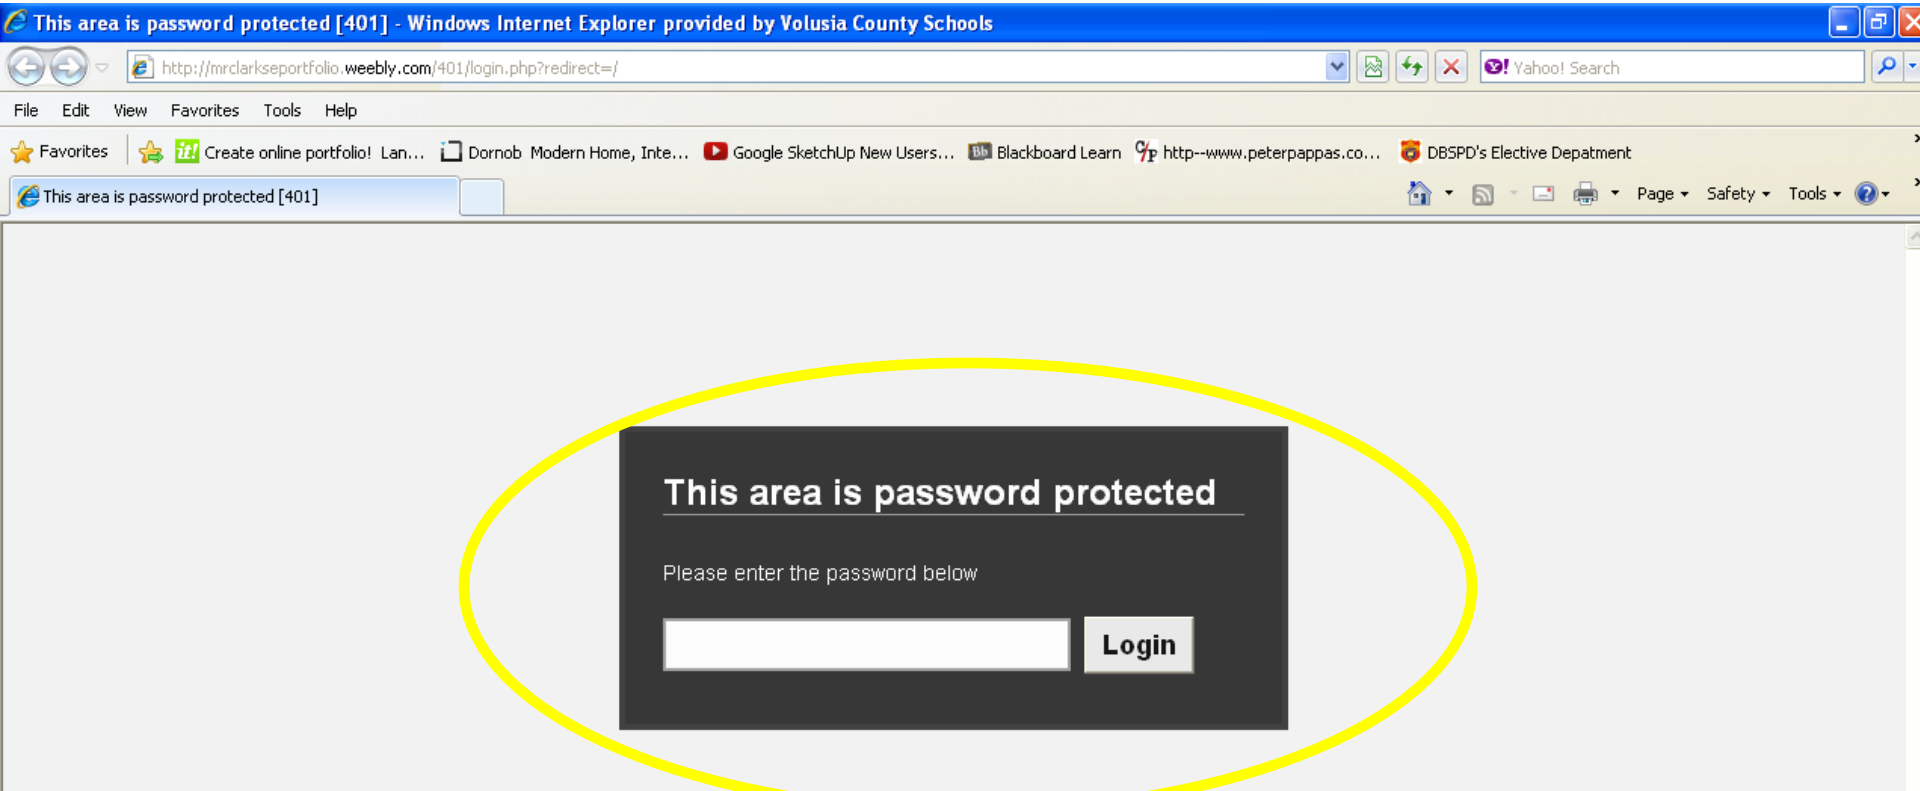 This area is password protected [401] - Windows Internet Explorer provided by Volusia County Schools
http://mrclarkseportfolio.weebly.com/401/login.php?redirect=/
Yahoo! Search
File Edit View Favorites Tools Help
Favorites it! Create online portfolio! Lan... Dornob Modern Home, Inte... Google SketchUp New Users... Bb Blackboard Learn C/P http--www.peterpappas.co... DBSPD's Elective Depatment
This area is password protected [401]
Page Safety Tools
This area is password protected
Please enter the password below
Login